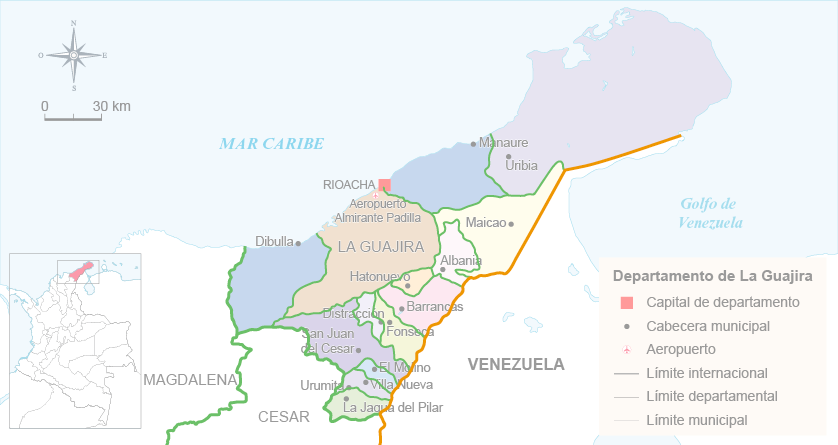 N
O
E
S
0 30 km
MAR CARIBE
Manaure
Uribia
RIOACHA
Aeropuerto
Almirante Padilla
Golfo de
Venezuela
Maicao
Dibulla
LA GUAJIRA
Albania
Hatonuevo
Barrancas
Distracción
Fonseca
San Juan
del Cesar
El Molino
Urumita
Villa Nueva
La Jagua del Pilar
MAGDALENA
CESAR
VENEZUELA
Departamento de La Guajira
Capital de departamento
Cabecera municipal
Aeropuerto
Límite internacional
Límite departamental
Límite municipal